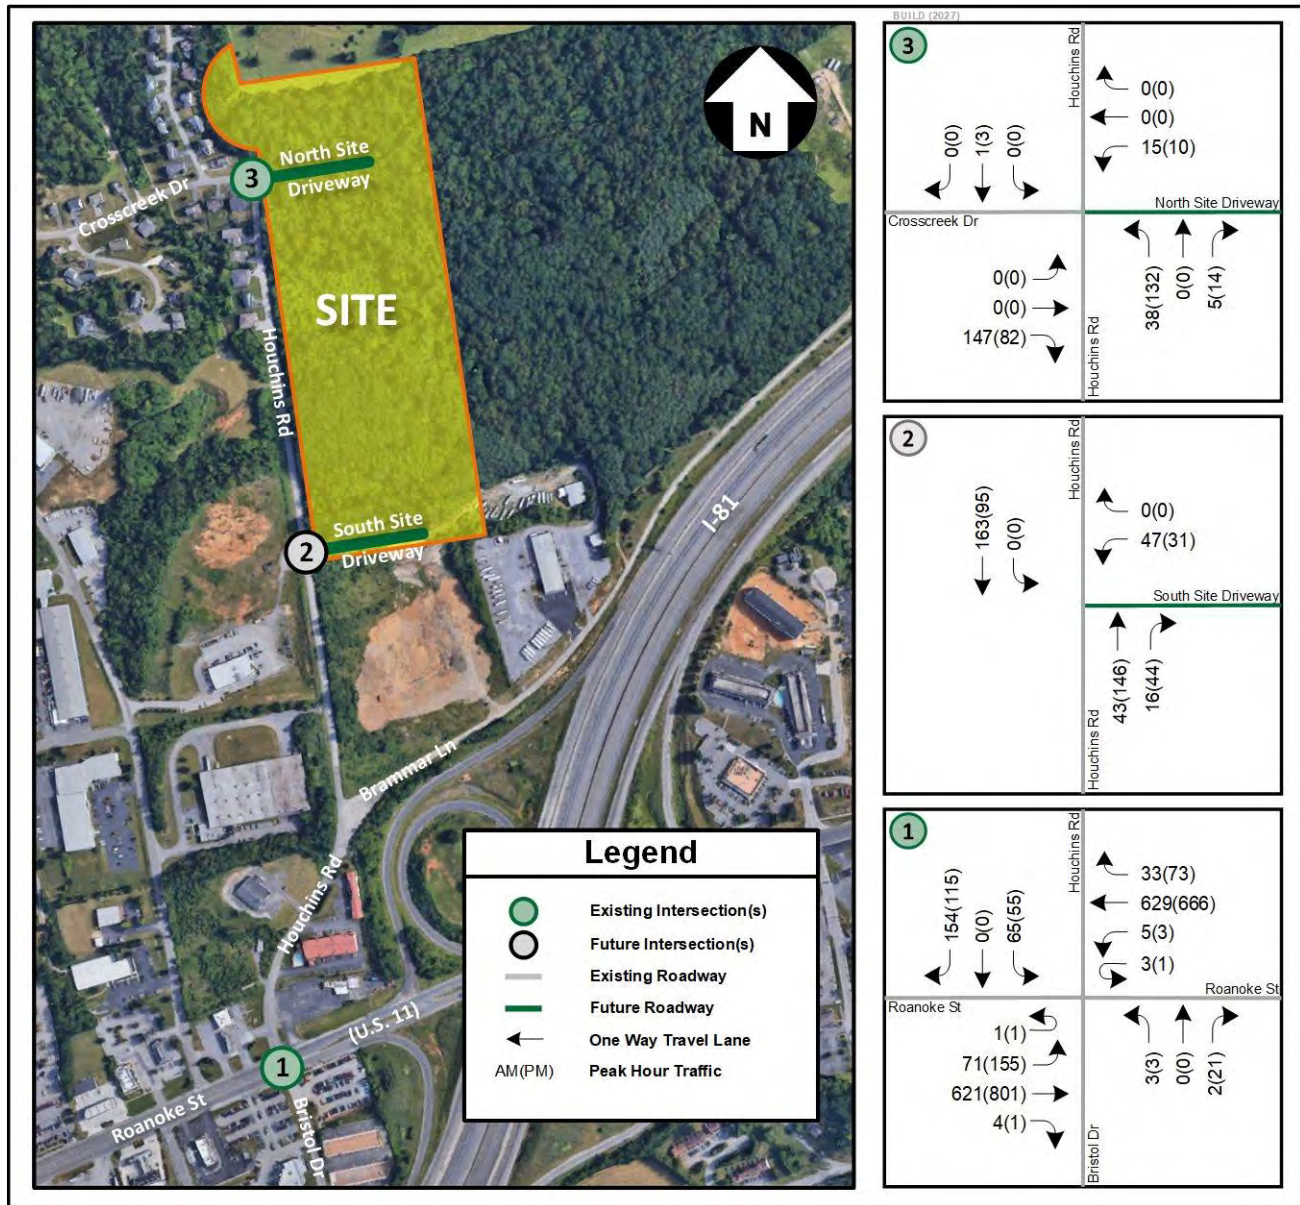 N
North Site
Driveway
3
Crosscreek Dr
SITE
Houchins Rd
I-81
South Site
Driveway
2
Brammar Ln
Houchins Rd
(U.S. 11)
1
Roanoke St
Bristol Dr
Legend
Existing Intersection(s)
Future Intersection(s)
Existing Roadway
Future Roadway
One Way Travel Lane
AM(PM) Peak Hour Traffic
BUILD (2027)
3
Houchins Rd
0(0)
0(0)
15(10)
0(0)
1(3)
0(0)
North Site Driveway
Crosscreek Dr
0(0)
0(0)
147(82)
38(132)
0(0)
5(14)
Houchins Rd
2
Houchins Rd
163(95)
0(0)
0(0)
47(31)
South Site Driveway
43(146)
16(44)
Houchins Rd
1
Houchins Rd
154(115)
0(0)
65(55)
33(73)
629(666)
5(3)
3(1)
Roanoke St
Roanoke St
1(1)
71(155)
621(801)
4(1)
3(3)
0(0)
2(21)
Bristol Dr